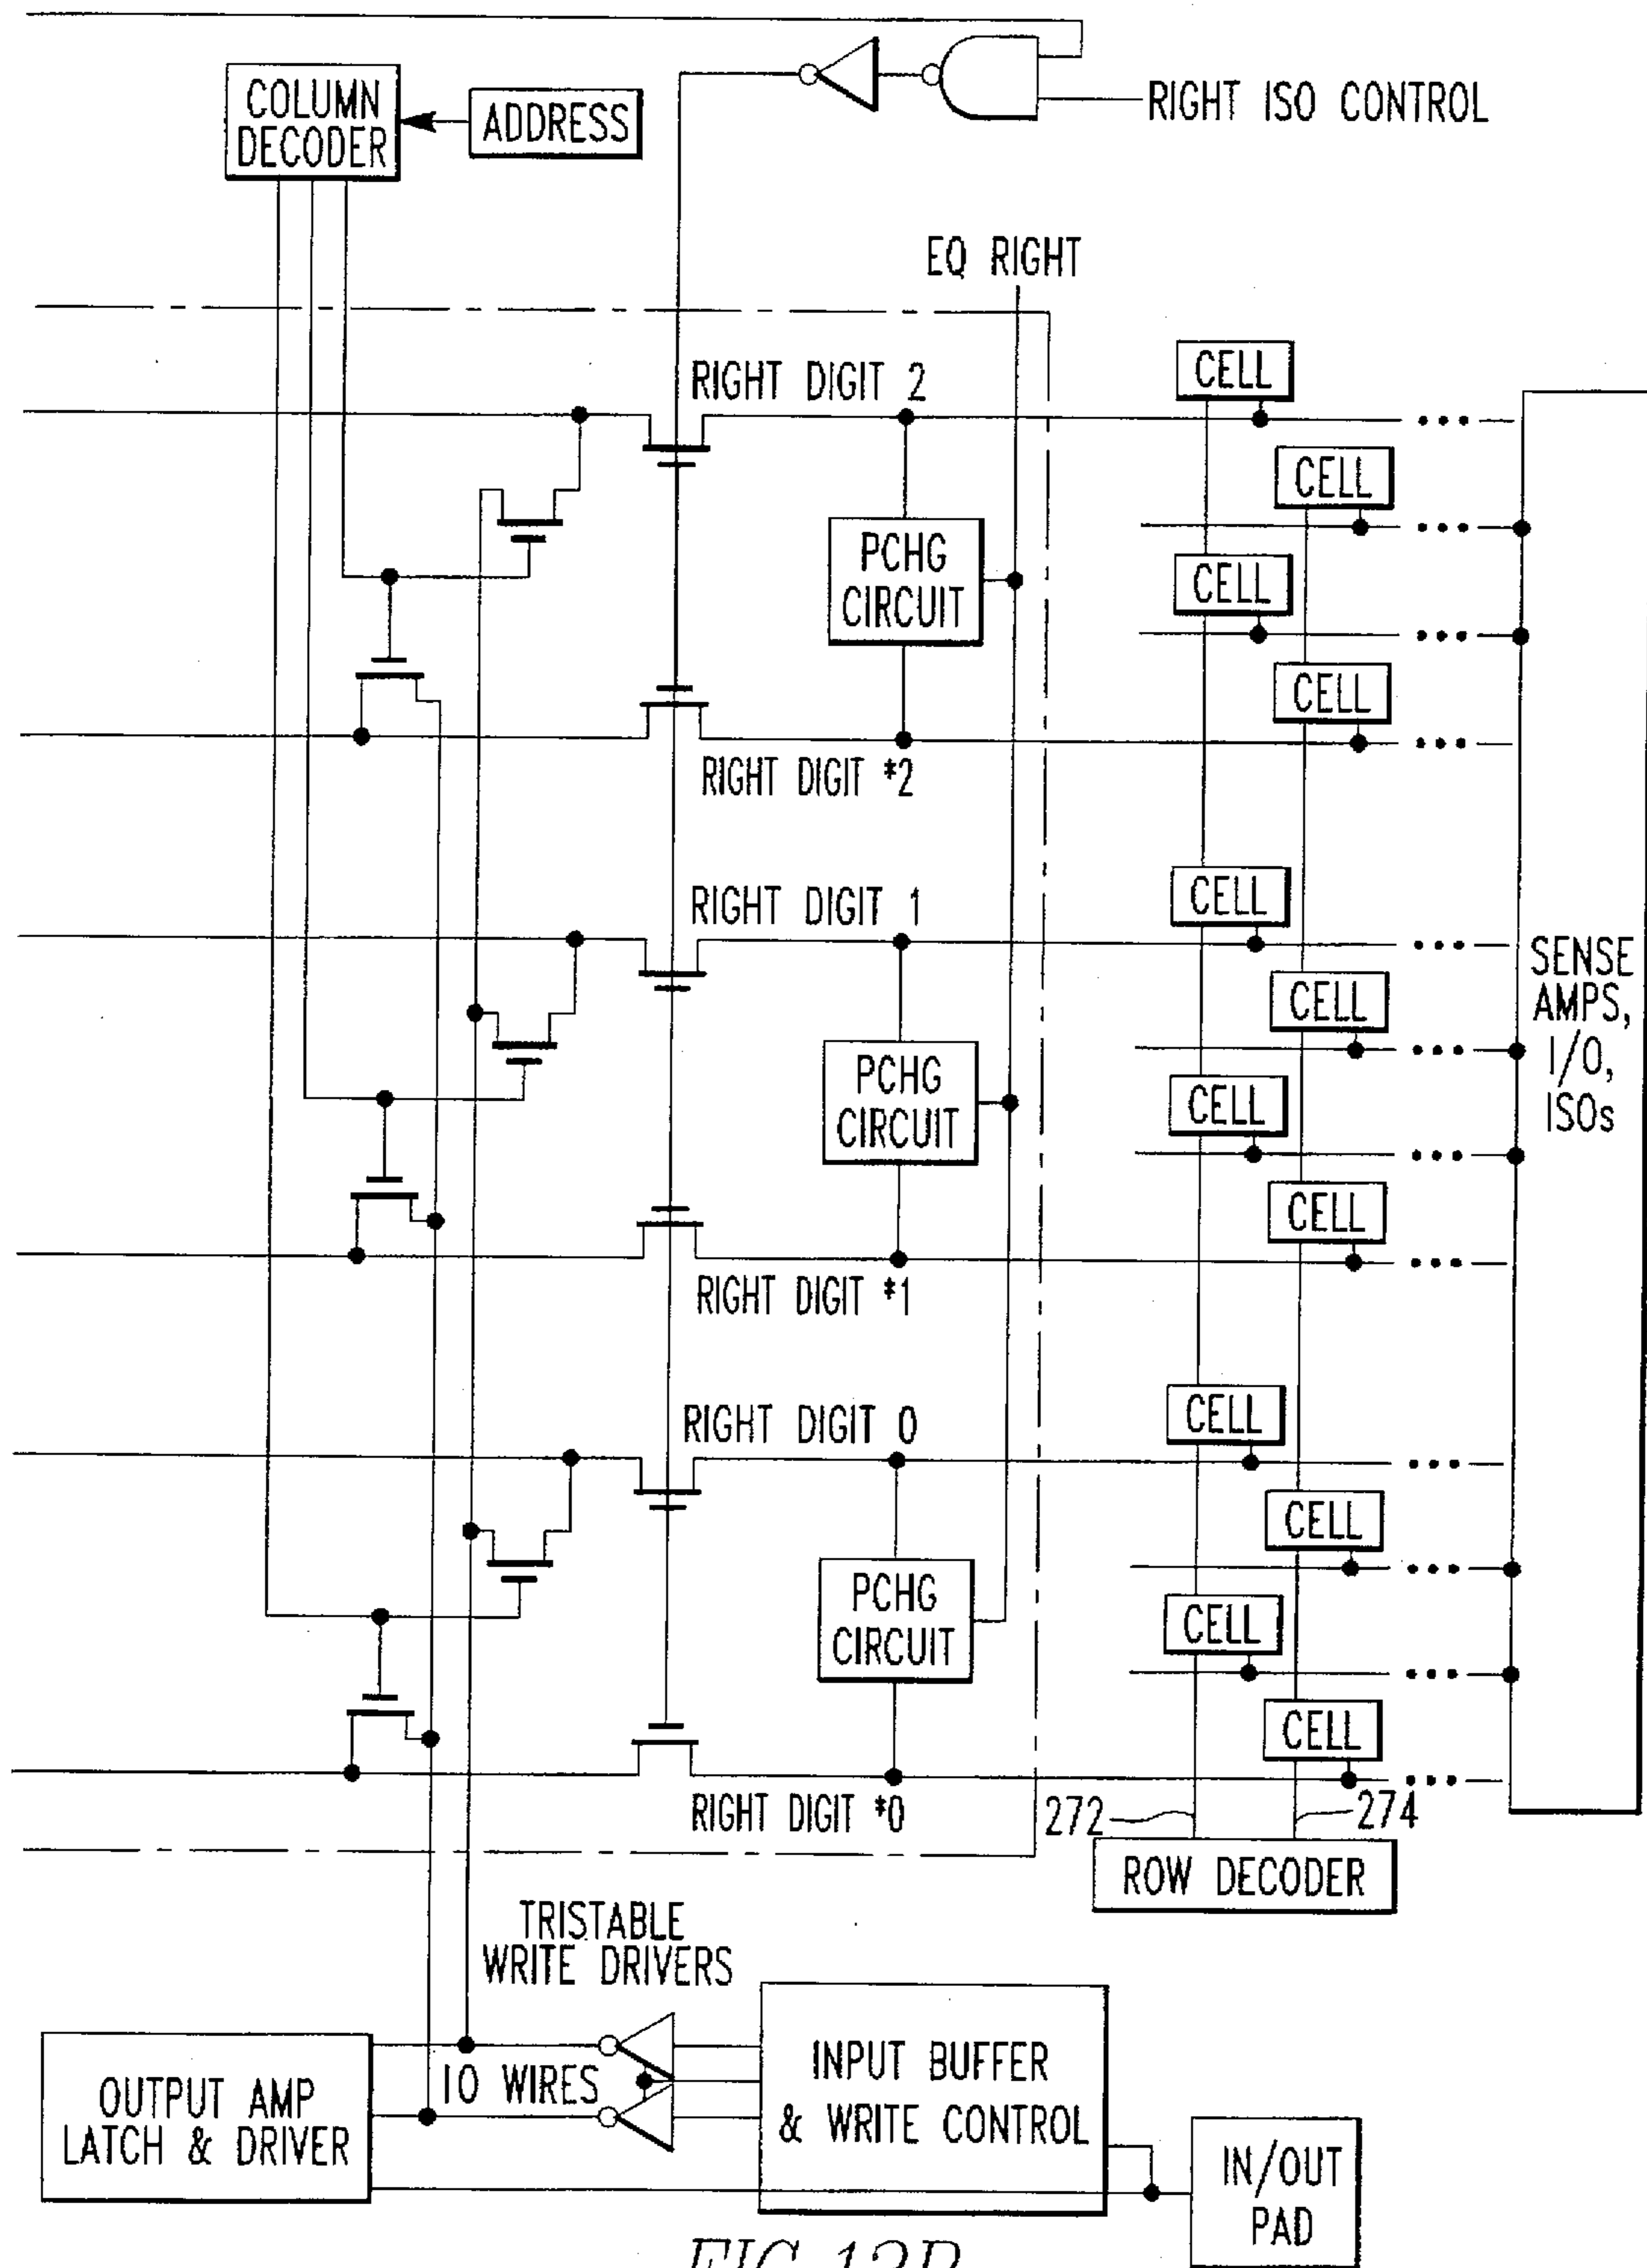 COLUMN
DECODER
ADDRESS
RIGHT ISO CONTROL
EQ RIGHT
RIGHT DIGIT 2
CELL
CELL
PCHG
CIRCUIT
CELL
CELL
RIGHT DIGIT *2
RIGHT DIGIT 1
CELL
CELL
PCHG
CIRCUIT
CELL
CELL
RIGHT DIGIT *1
SENSE
AMPS,
I/O,
ISOs
RIGHT DIGIT 0
CELL
CELL
PCHG
CIRCUIT
CELL
CELL
RIGHT DIGIT *0
272
274
ROW DECODER
TRISTABLE
WRITE DRIVERS
OUTPUT AMP
LATCH & DRIVER
IO WIRES
INPUT BUFFER
& WRITE CONTROL
IN/OUT
PAD